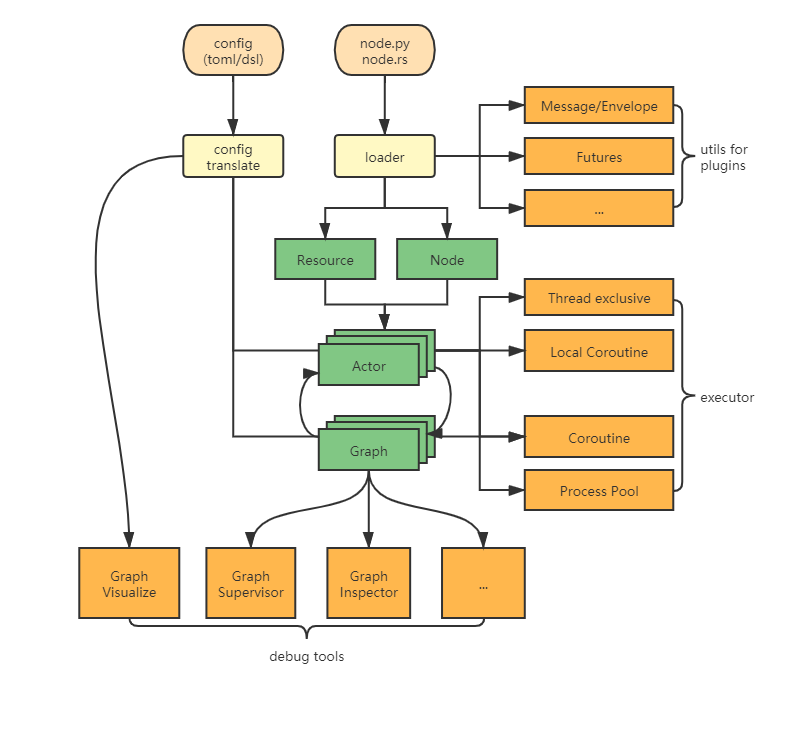 config
(toml/dsl)
node.py
node.rs
Message/Envelope
config
translate
loader
Futures
utils for
plugins
...
Resource
Node
Thread exclusive
Local Coroutine
Actor
executor
Coroutine
Graph
Process Pool
Graph
Visualize
Graph
Supervisor
Graph
Inspector
...
debug tools